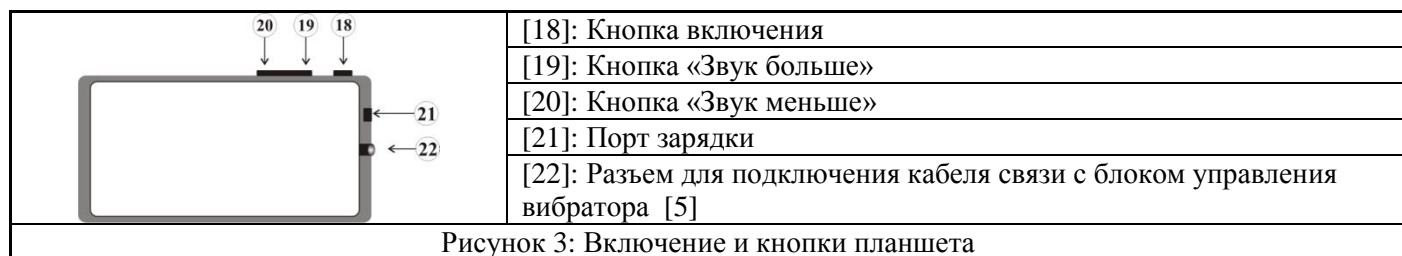 20 19 18
21
22
[18]: Кнопка включения
[19]: Кнопка «Звук больше»
[20]: Кнопка «Звук меньше»
[21]: Порт зарядки
[22]: Разъем для подключения кабеля связи с блоком управления
вибратора [5]
Рисунок 3: Включение и кнопки планшета